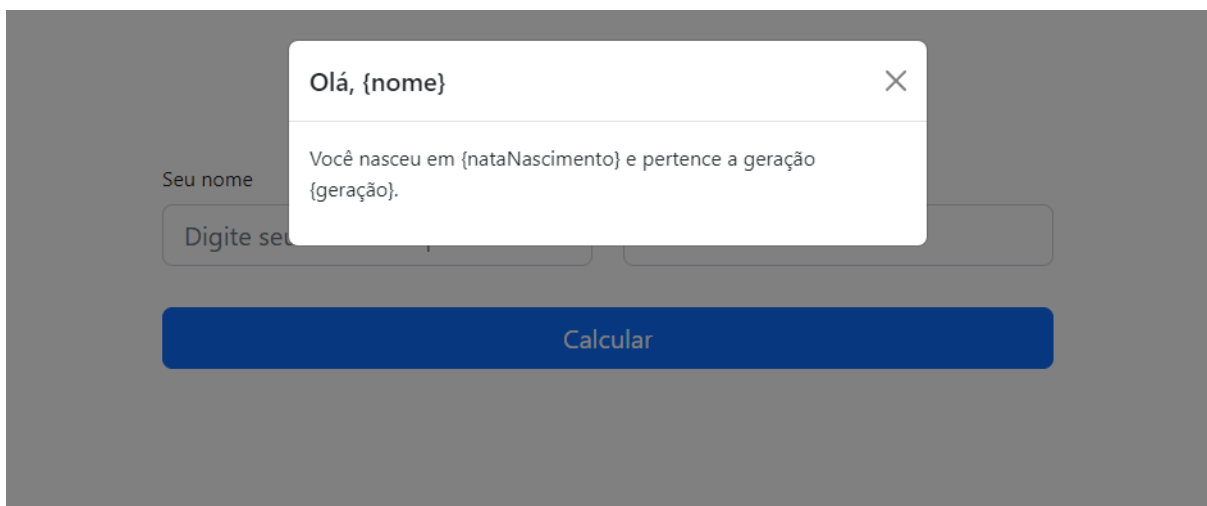 Olá, {nome}
Você nasceu em {nataNascimento} e pertence a geração
{geração}.
Seu nome
Digite seu
Calcular